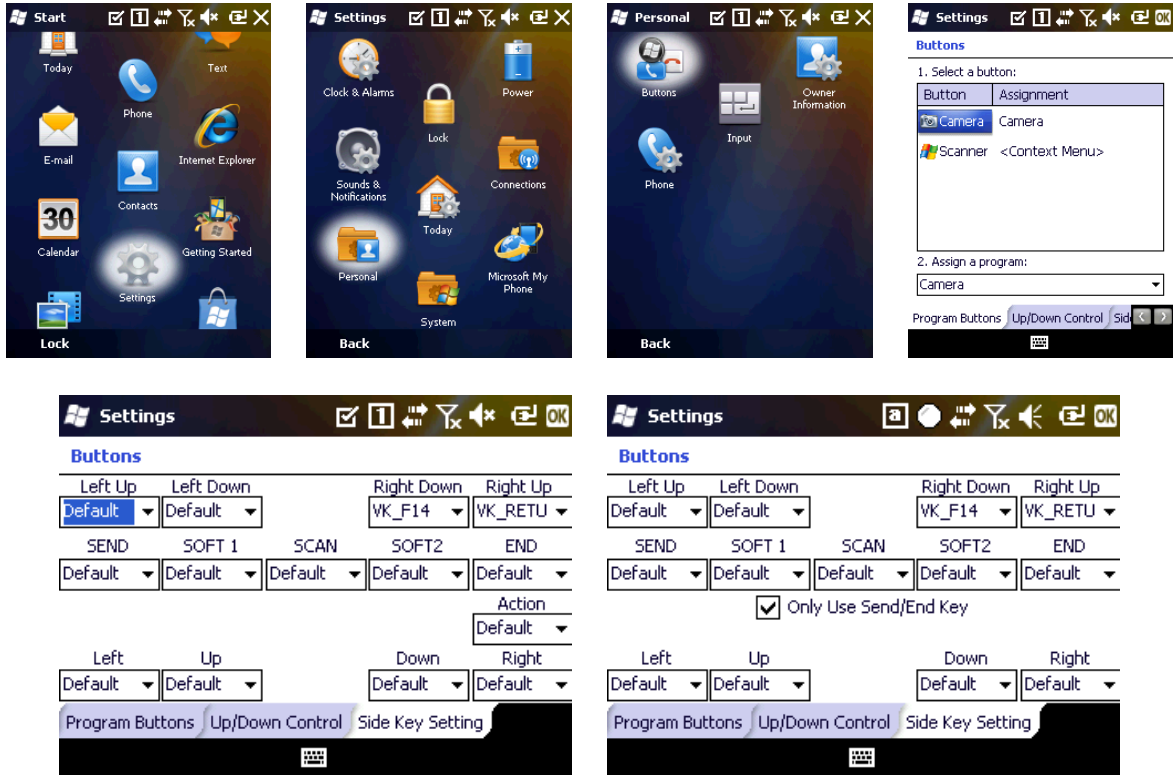 Start
Today
Text
Phone
E-mail
Internet Explorer
Contacts
30
Calendar
Getting Started
Settings
Lock
Settings
Clock & Alarms
Power
Lock
Sounds &
Notifications
Connections
Today
Personal
Microsoft My
Phone
System
Back
Personal
Buttons
Owner
Information
Input
Phone
Back
Settings OK
Buttons
1. Select a button:
Button Assignment
Camera Camera
Scanner <Context Menu>
2. Assign a program:
Camera
Program Buttons Up/Down Control Side
Settings 1 OK
Buttons
Left Up Left Down Right Down Right Up
Default Default VK_F14 VK_RETU
SEND SOFT 1 SCAN SOFT2 END
Default Default Default Default Default
Action
Default
Left Up Down Right
Default Default Default Default
Program Buttons Up/Down Control Side Key Setting
Settings a OK
Buttons
Left Up Left Down Right Down Right Up
Default Default VK_F14 VK_RETU
SEND SOFT 1 SCAN SOFT2 END
Default Default Default Default Default
Only Use Send/End Key
Left Up Down Right
Default Default Default Default
Program Buttons Up/Down Control Side Key Setting